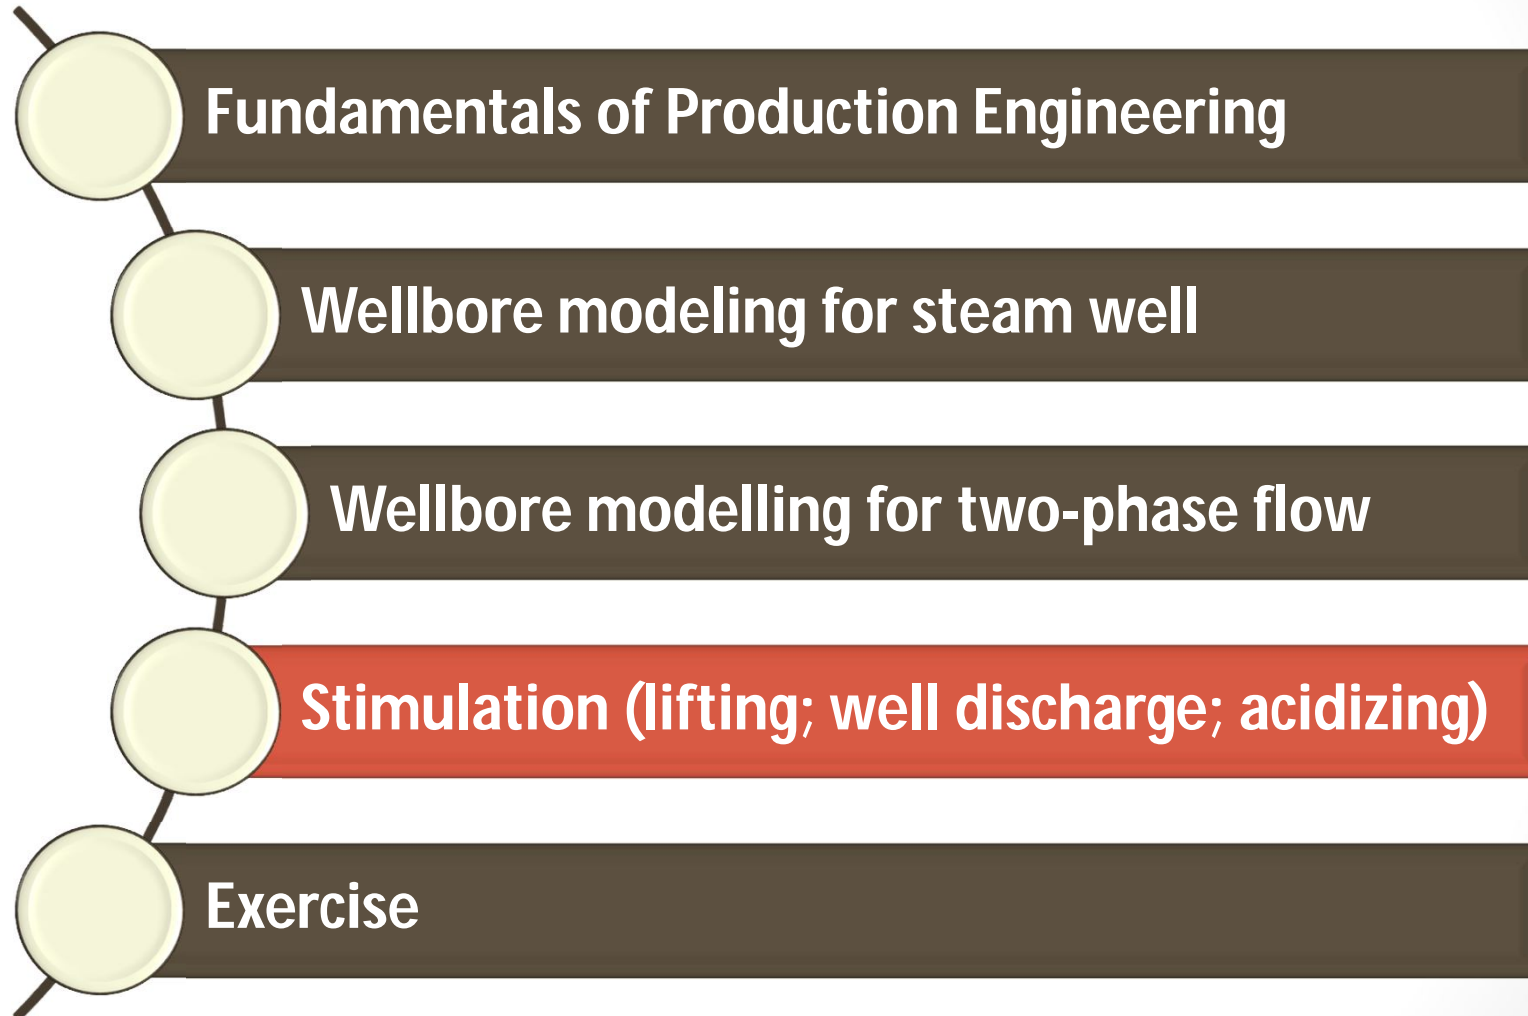 Fundamentals of Production Engineering
Wellbore modeling for steam well
Wellbore modelling for two-phase flow
Stimulation (lifting; well discharge; acidizing)
Exercise